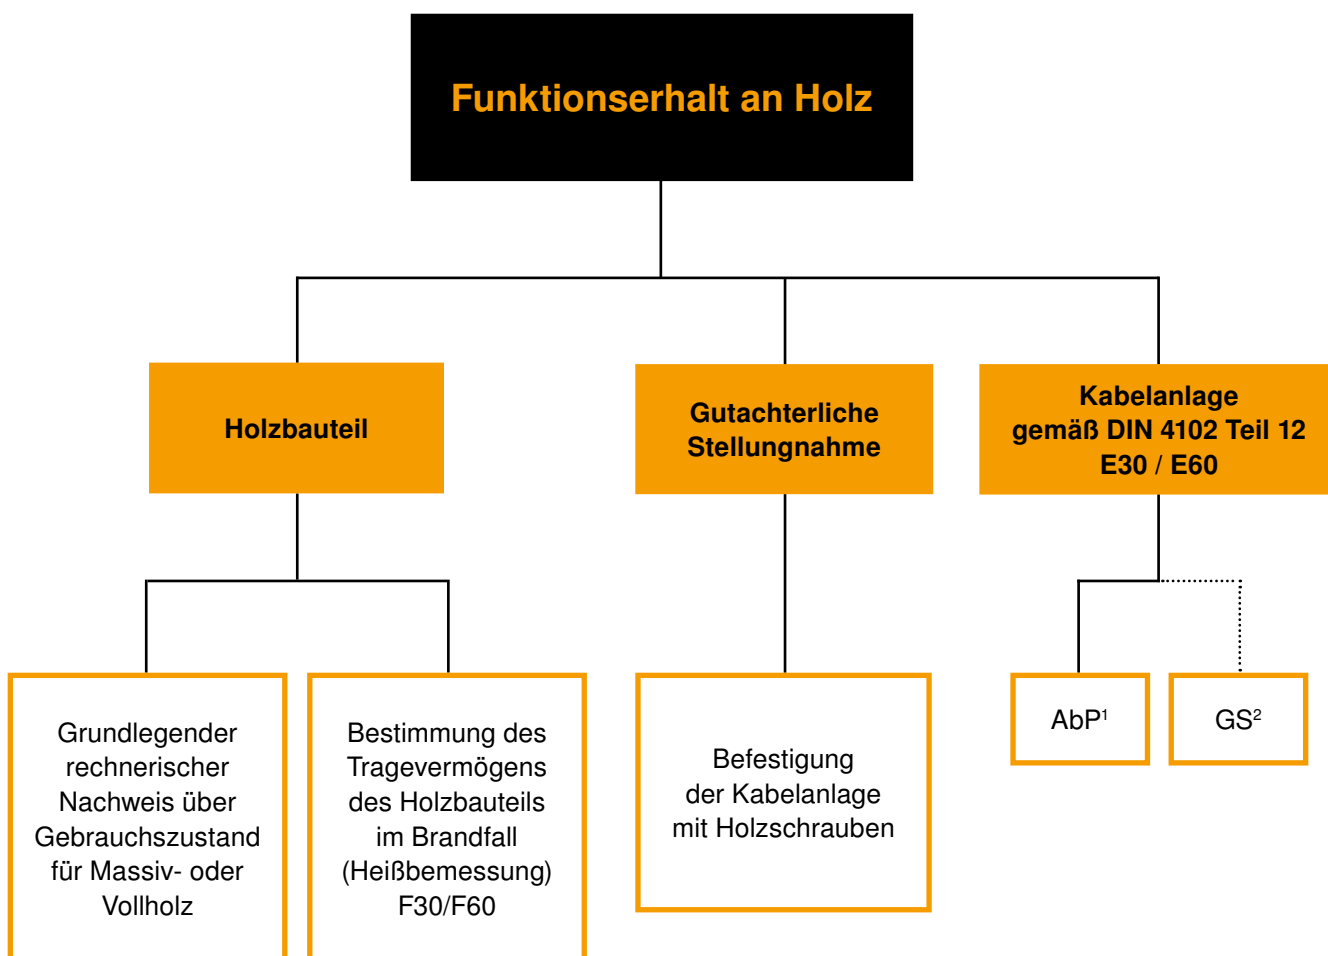 Funktionserhalt an Holz
Holzbauteil
Gutachterliche
Stellungnahme
Kabelanlage
gemäß DIN 4102 Teil 12
E30 / E60
Grundlegender
rechnerischer
Nachweis über
Gebrauchszustand
für Massiv- oder
Vollholz
Bestimmung des
Tragevermögens
des Holzbauteils
im Brandfall
(Heißbemessung)
F30/F60
Befestigung
der Kabelanlage
mit Holzschrauben
AbP¹
GS²